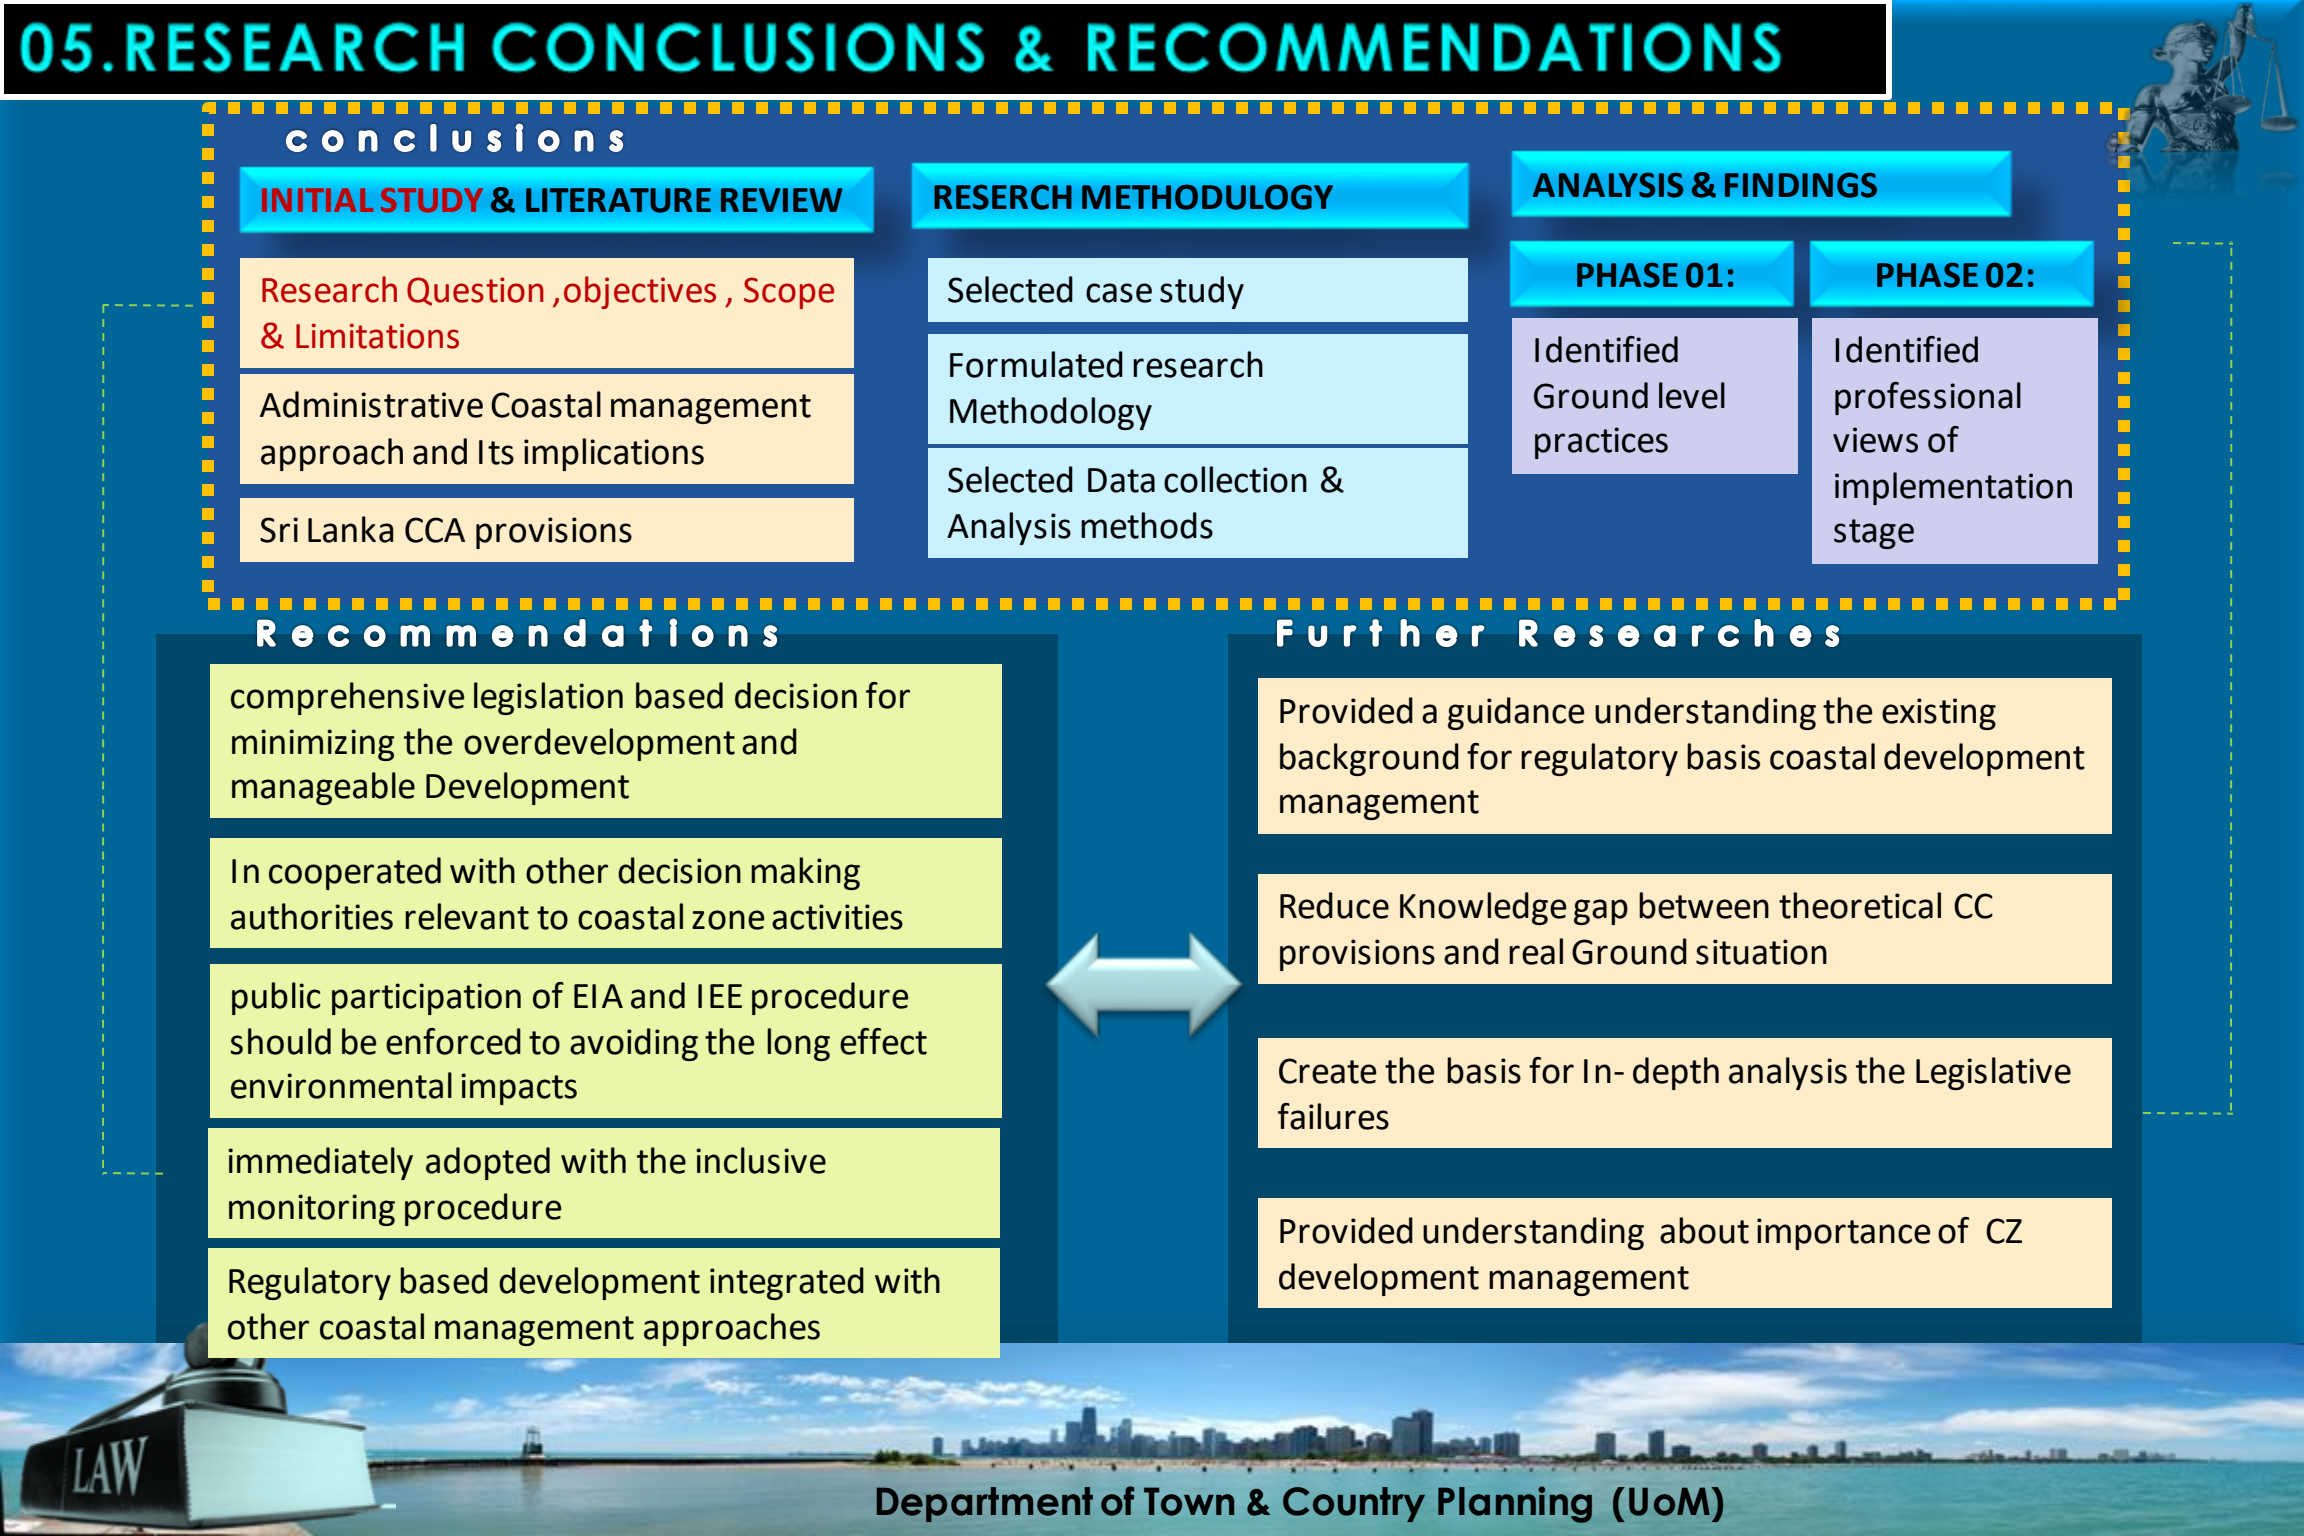 05.RESEARCH CONCLUSIONS & RECOMMENDATIONS
conclusions
INITIAL STUDY & LITERATURE REVIEW
Research Question ,objectives , Scope
& Limitations
Administrative Coastal management
approach and Its implications
Sri Lanka CCA provisions
RESERCH METHODULOGY
Selected case study
Formulated research
Methodology
Selected Data collection &
Analysis methods
ANALYSIS & FINDINGS
PHASE 01:
Identified
Ground level
practices
PHASE 02:
Identified
professional
views of
implementation
stage
Recommendations
comprehensive legislation based decision for
minimizing the overdevelopment and
manageable Development
In cooperated with other decision making
authorities relevant to coastal zone activities
public participation of EIA and IEE procedure
should be enforced to avoiding the long effect
environmental impacts
immediately adopted with the inclusive
monitoring procedure
Regulatory based development integrated with
other coastal management approaches
Further Researches
Provided a guidance understanding the existing
background for regulatory basis coastal development
management
Reduce Knowledge gap between theoretical CC
provisions and real Ground situation
Create the basis for In- depth analysis the Legislative
failures
Provided understanding about importance of CZ
development management
LAW
Department of Town & Country Planning (UoM)